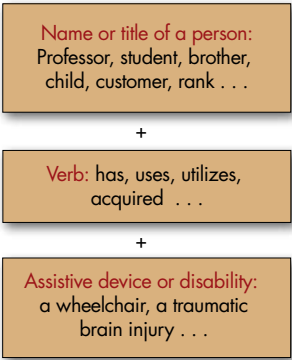 Name or title of a person:
Professor, student, brother,
child, customer, rank . . .
+
Verb: has, uses, utilizes,
acquired . . .
+
Assistive device or disability:
a wheelchair, a traumatic
brain injury . . .